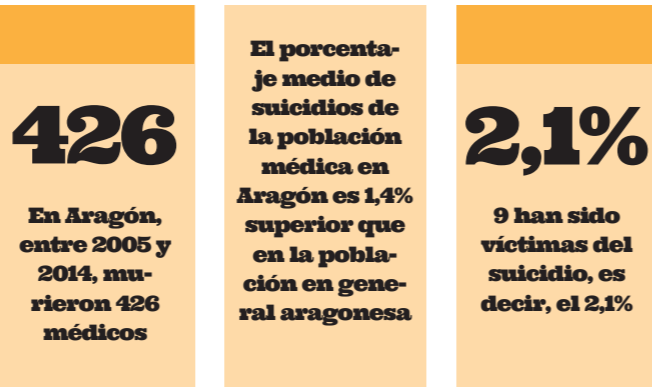 426
En Aragón,
entre 2005 y
2014, mu-
rieron 426
médicos
El porcenta-
je medio de
suicidios de
la población
médica en
Aragón es 1,4%
superior que
en la pobla-
ción en gene-
ral aragonesa
2,1%
9 han sido
víctimas del
suicidio, es
decir, el 2,1%